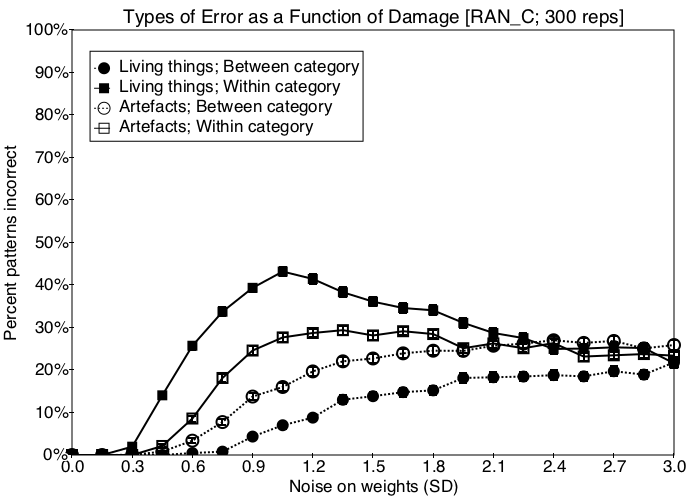 Types of Error as a Function of Damage [RAN_C; 300 reps]
100%
90%
80%
70%
60%
50%
40%
30%
20%
10%
0%
Percent patterns incorrect
Living things; Between category
Living things; Within category
Artefacts; Between category
Artefacts; Within category
0.0 0.3 0.6 0.9 1.2 1.5 1.8 2.1 2.4 2.7 3.0
Noise on weights (SD)